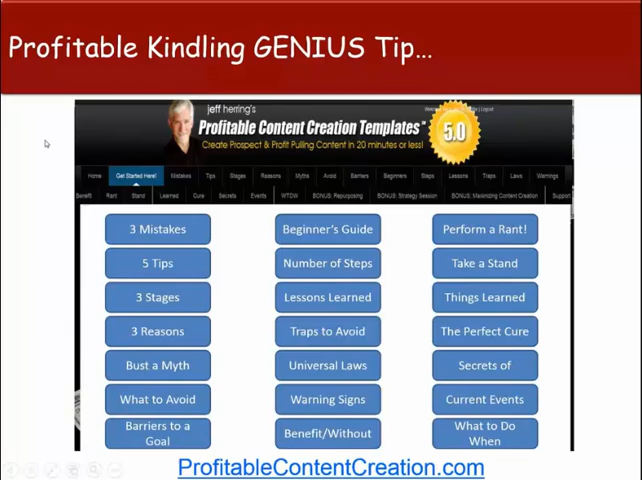 Profitable Kindling GENIUS Tip...
jeff herring's
Profitable Content Creation Templates™
Create Prospect & Profit Pulling Content in 20 minutes or less!
5.0
| Logout
Home Get Started Here! Mistakes Tips Stages Reasons Myths Avoid Barriers Beginners Steps Lessons Traps Laws Warnings
Benefit Rant Stand Learned Cure Secrets Events WTDW BONUS: Repurposing BONUS: Strategy Session BONUS: Maximizing Content Creation Support
3 Mistakes Beginner's Guide Perform a Rant!
5 Tips Number of Steps Take a Stand
3 Stages Lessons Learned Things Learned
3 Reasons Traps to Avoid The Perfect Cure
Bust a Myth Universal Laws Secrets of
What to Avoid Warning Signs Current Events
Barriers to a
Goal
Benefit/Without
What to Do
When
ProfitableContentCreation.com